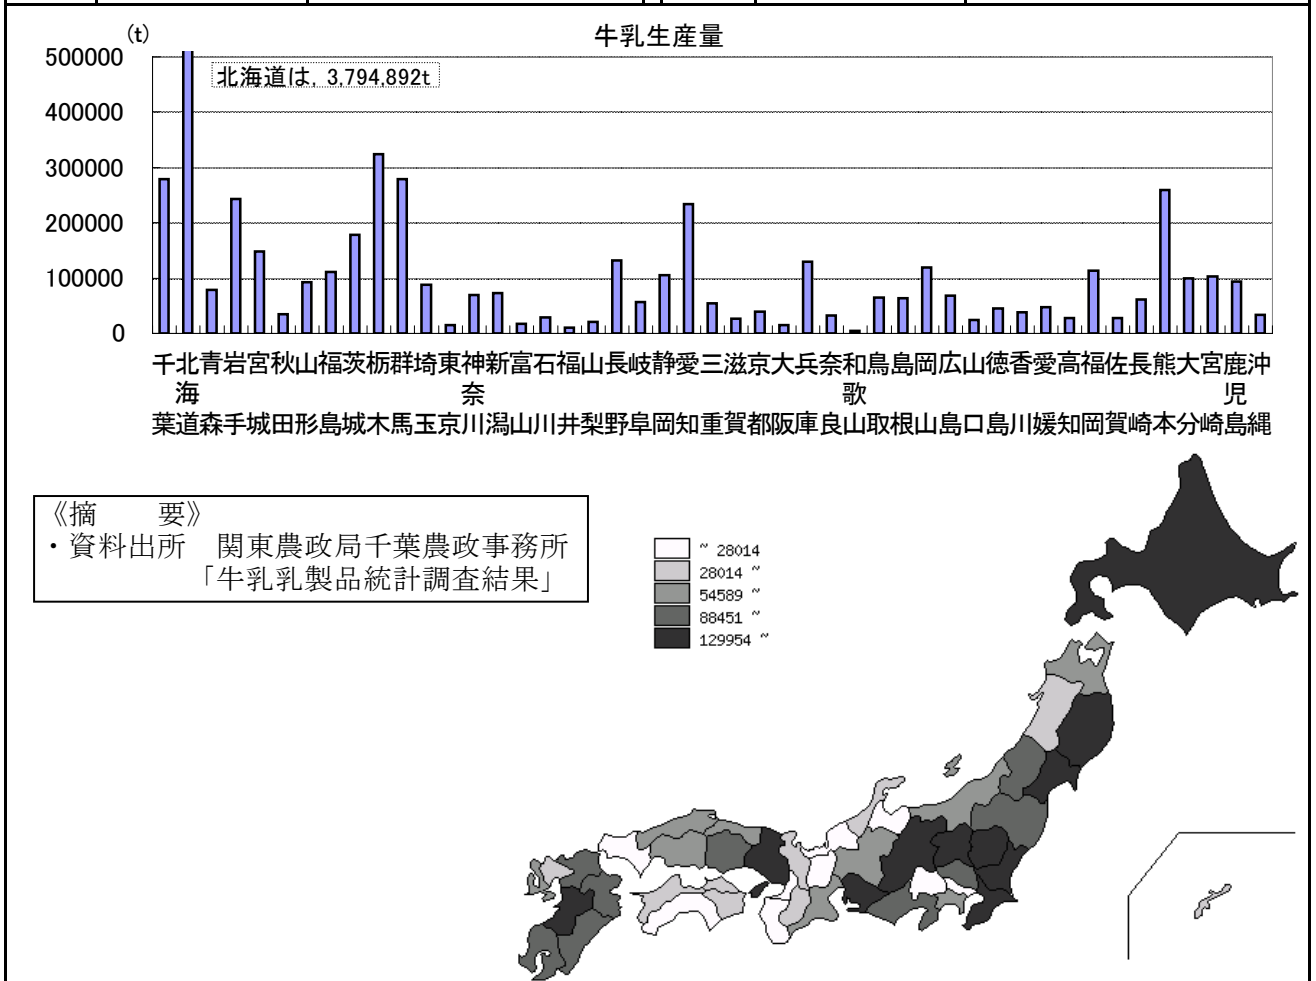 (t)
牛乳生産量
500000
北海道は, 3,794,892t
400000
300000
200000
100000
0
千北青岩宮秋山福茨栃群埼東神新富石福山長岐静愛三滋京大兵奈和鳥島岡広山徳香愛高福佐長熊大宮鹿沖
海 奈 歌 児
葉道森手城田形島城木馬玉京川潟山川井梨野阜岡知重賀都阪庫良山取根山島口島川媛知岡賀崎本分崎島縄
《摘　　要》
・資料出所　関東農政局千葉農政事務所
「牛乳乳製品統計調査結果」
~ 28014
28014 ~
54589 ~
88451 ~
129954 ~